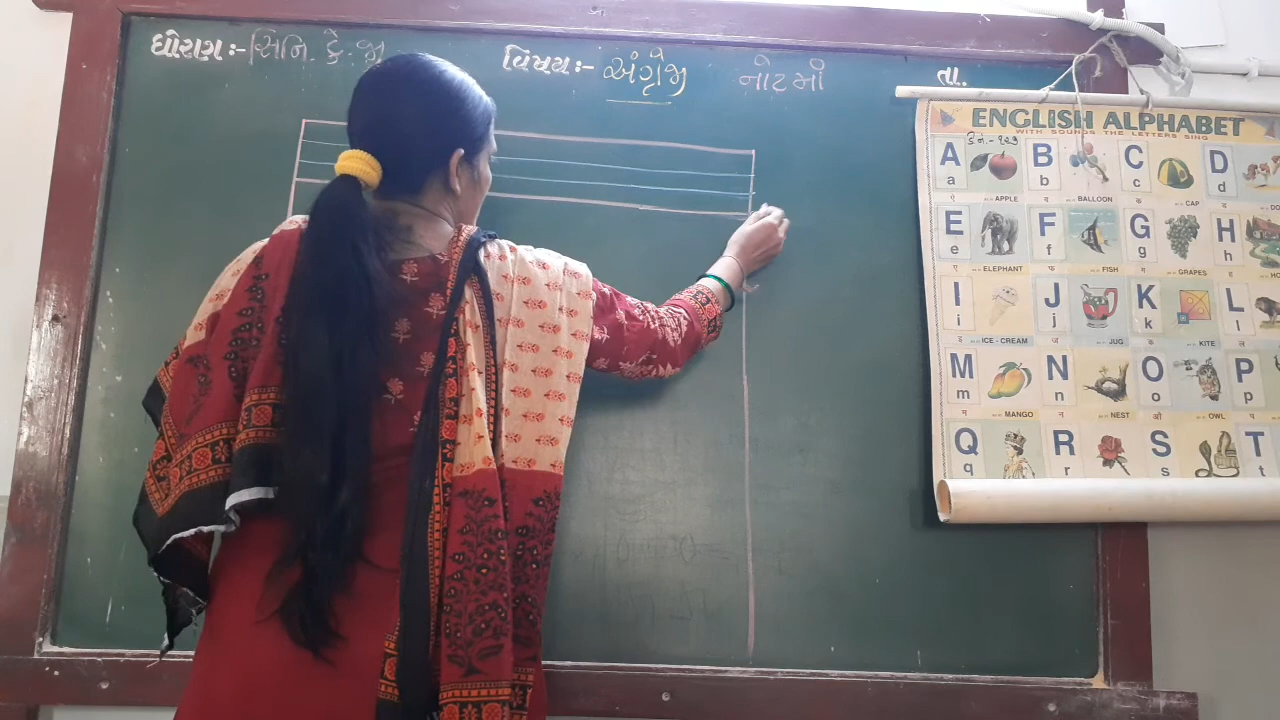 ધોરણ:- સિનિ. કે. જી વિષય:- અંગ્રેજી નોટમાં તા.
ENGLISH ALPHABET
WITH SOUNDS THE LETTERS SING
A B C D
a b c d
APPLE BALLOON CAP
E F G H
e f g h
ELEPHANT FISH GRAPES
I J K L
i j k l
ICE-CREAM JUG KITE
M N O P
m n o p
MANGO NEST OWL
Q R S T
q r s t